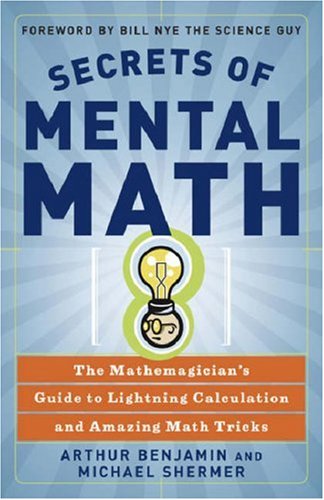 FOREWORD BY BILL NYE THE SCIENCE GUY
SECRETS OF
MENTAL
MATH
The Mathemagician's
Guide to Lightning Calculation
and Amazing Math Tricks
ARTHUR BENJAMIN AND
MICHAEL SHERMER